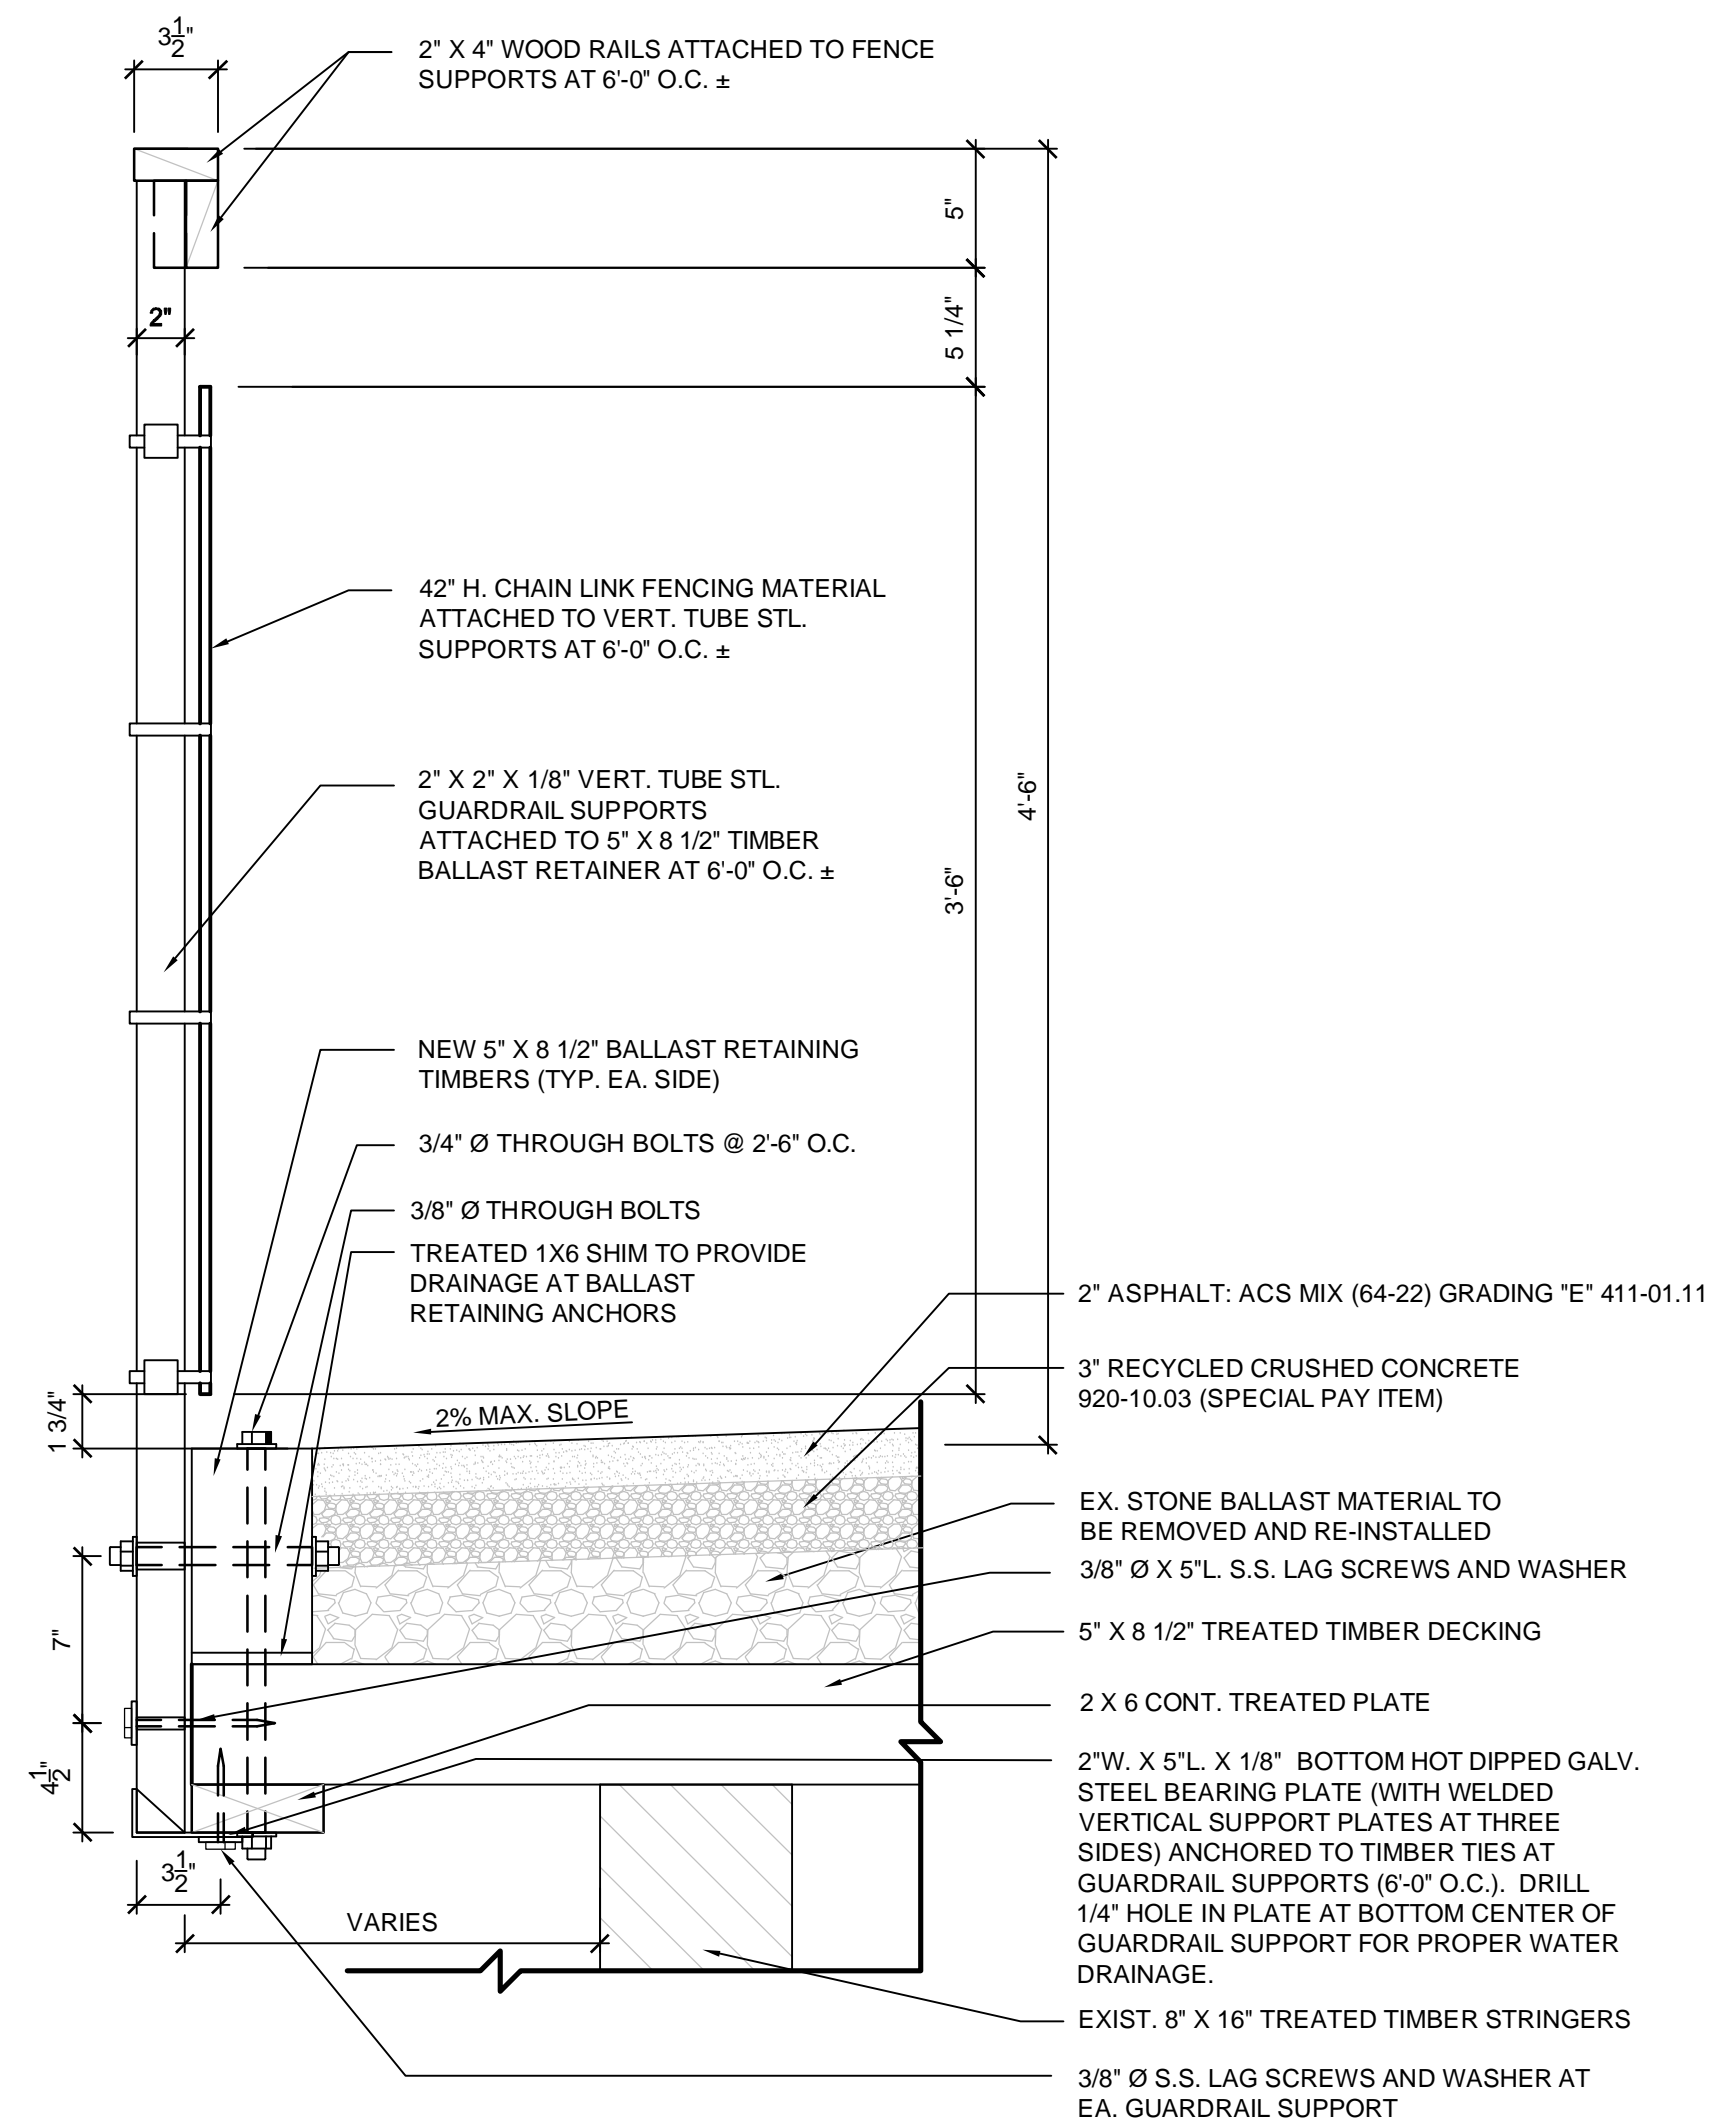 3 1/2"
2" X 4" WOOD RAILS ATTACHED TO FENCE
SUPPORTS AT 6'-0" O.C. ±
5"
5 1/4"
2"
42" H. CHAIN LINK FENCING MATERIAL
ATTACHED TO VERT. TUBE STL.
SUPPORTS AT 6'-0" O.C. ±
2" X 2" X 1/8" VERT. TUBE STL.
GUARDRAIL SUPPORTS
ATTACHED TO 5" X 8 1/2" TIMBER
BALLAST RETAINER AT 6'-0" O.C. ±
4'-6"
3'-6"
NEW 5" X 8 1/2" BALLAST RETAINING
TIMBERS (TYP. EA. SIDE)
3/4" Ø THROUGH BOLTS @ 2'-6" O.C.
3/8" Ø THROUGH BOLTS
TREATED 1X6 SHIM TO PROVIDE
DRAINAGE AT BALLAST
RETAINING ANCHORS
2" ASPHALT: ACS MIX (64-22) GRADING "E" 411-01.11
3" RECYCLED CRUSHED CONCRETE
920-10.03 (SPECIAL PAY ITEM)
1 3/4"
2% MAX. SLOPE
EX. STONE BALLAST MATERIAL TO
BE REMOVED AND RE-INSTALLED
3/8" Ø X 5"L. S.S. LAG SCREWS AND WASHER
5" X 8 1/2" TREATED TIMBER DECKING
7"
2 X 6 CONT. TREATED PLATE
4 1/2"
2"W. X 5"L. X 1/8" BOTTOM HOT DIPPED GALV.
STEEL BEARING PLATE (WITH WELDED
VERTICAL SUPPORT PLATES AT THREE
SIDES) ANCHORED TO TIMBER TIES AT
GUARDRAIL SUPPORTS (6'-0" O.C.). DRILL
1/4" HOLE IN PLATE AT BOTTOM CENTER OF
GUARDRAIL SUPPORT FOR PROPER WATER
DRAINAGE.
3 1/2"
VARIES
EXIST. 8" X 16" TREATED TIMBER STRINGERS
3/8" Ø S.S. LAG SCREWS AND WASHER AT
EA. GUARDRAIL SUPPORT